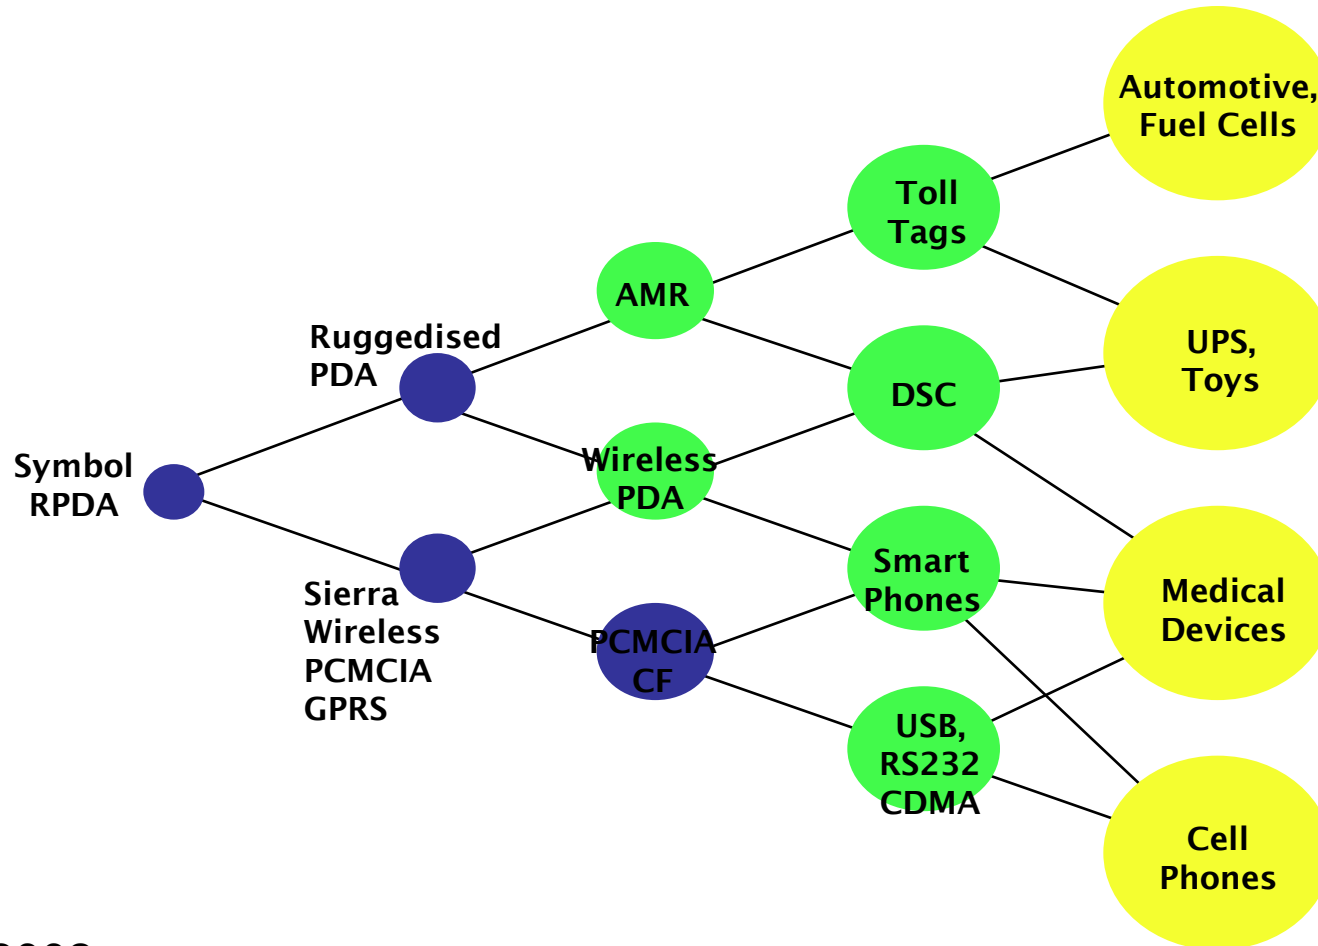 Automotive,
Fuel Cells
Toll
Tags
AMR
Ruggedised
PDA
UPS,
Toys
DSC
Symbol
RPDA
Wireless
PDA
Smart
Phones
Sierra
Wireless
PCMCIA
GPRS
Medical
Devices
PCMCIA
CF
USB,
RS232
CDMA
Cell
Phones